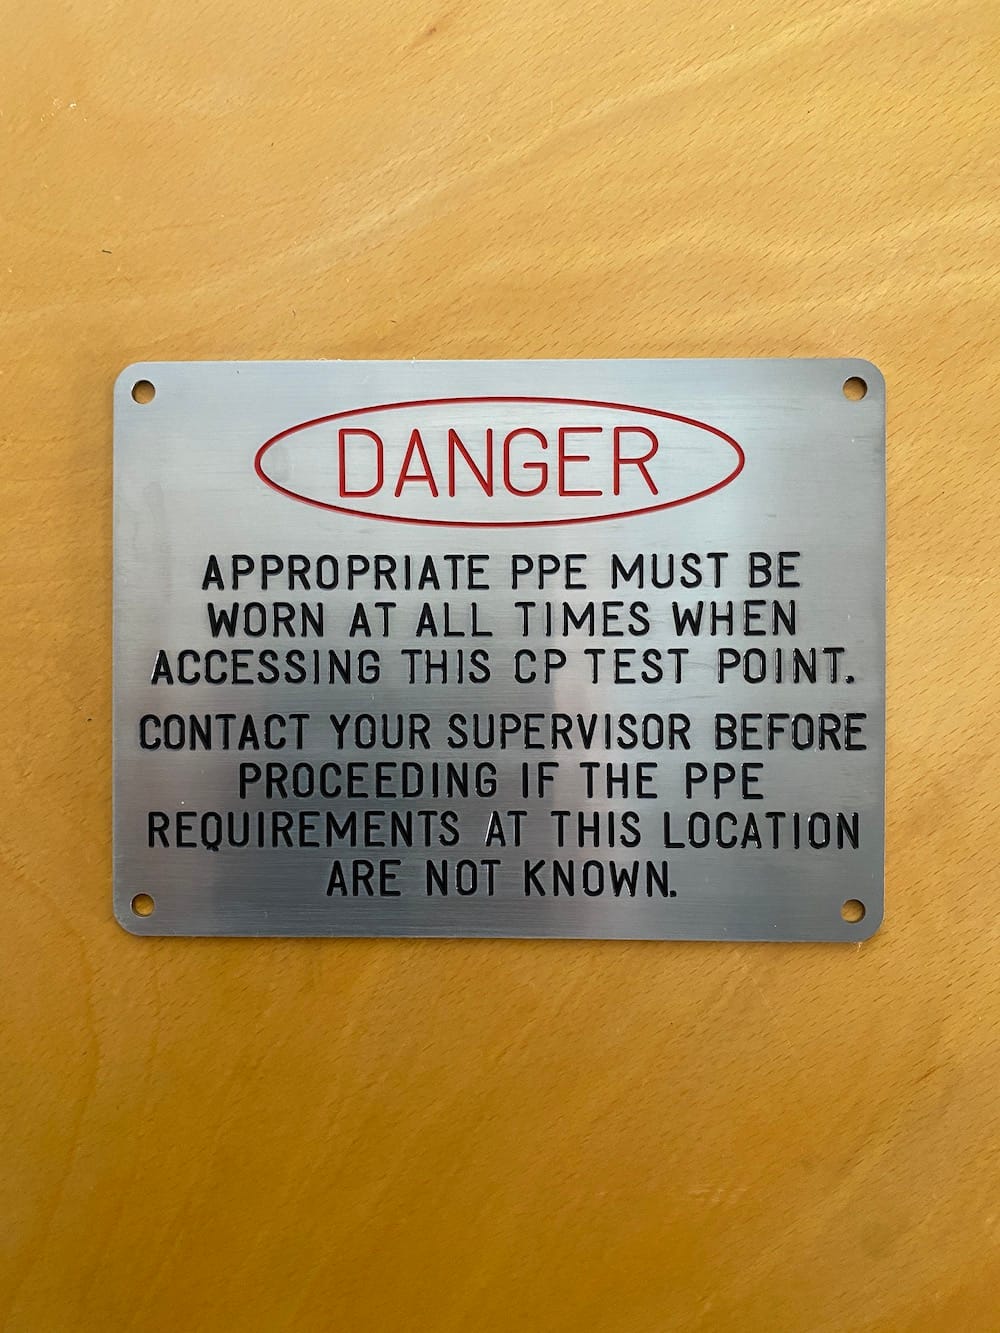 DANGER
APPROPRIATE PPE MUST BE
WORN AT ALL TIMES WHEN
ACCESSING THIS CP TEST POINT.
CONTACT YOUR SUPERVISOR BEFORE
PROCEEDING IF THE PPE
REQUIREMENTS AT THIS LOCATION
ARE NOT KNOWN.